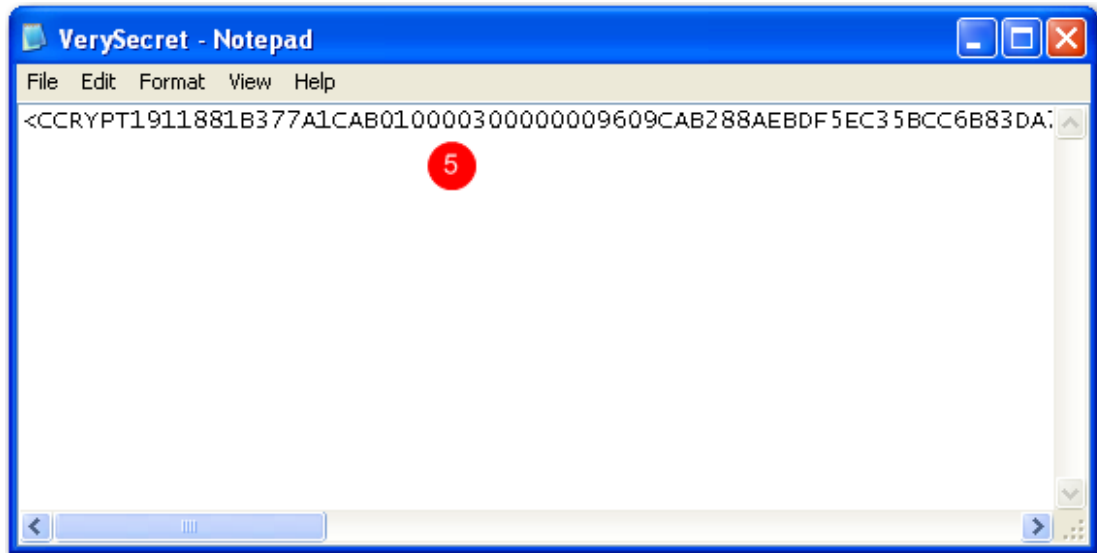 VerySecret - Notepad
File Edit Format View Help
<CCRYPT1911881B377A1CAB010000300000009609CAB288AEBDF5EC35BCC6B83DA
5